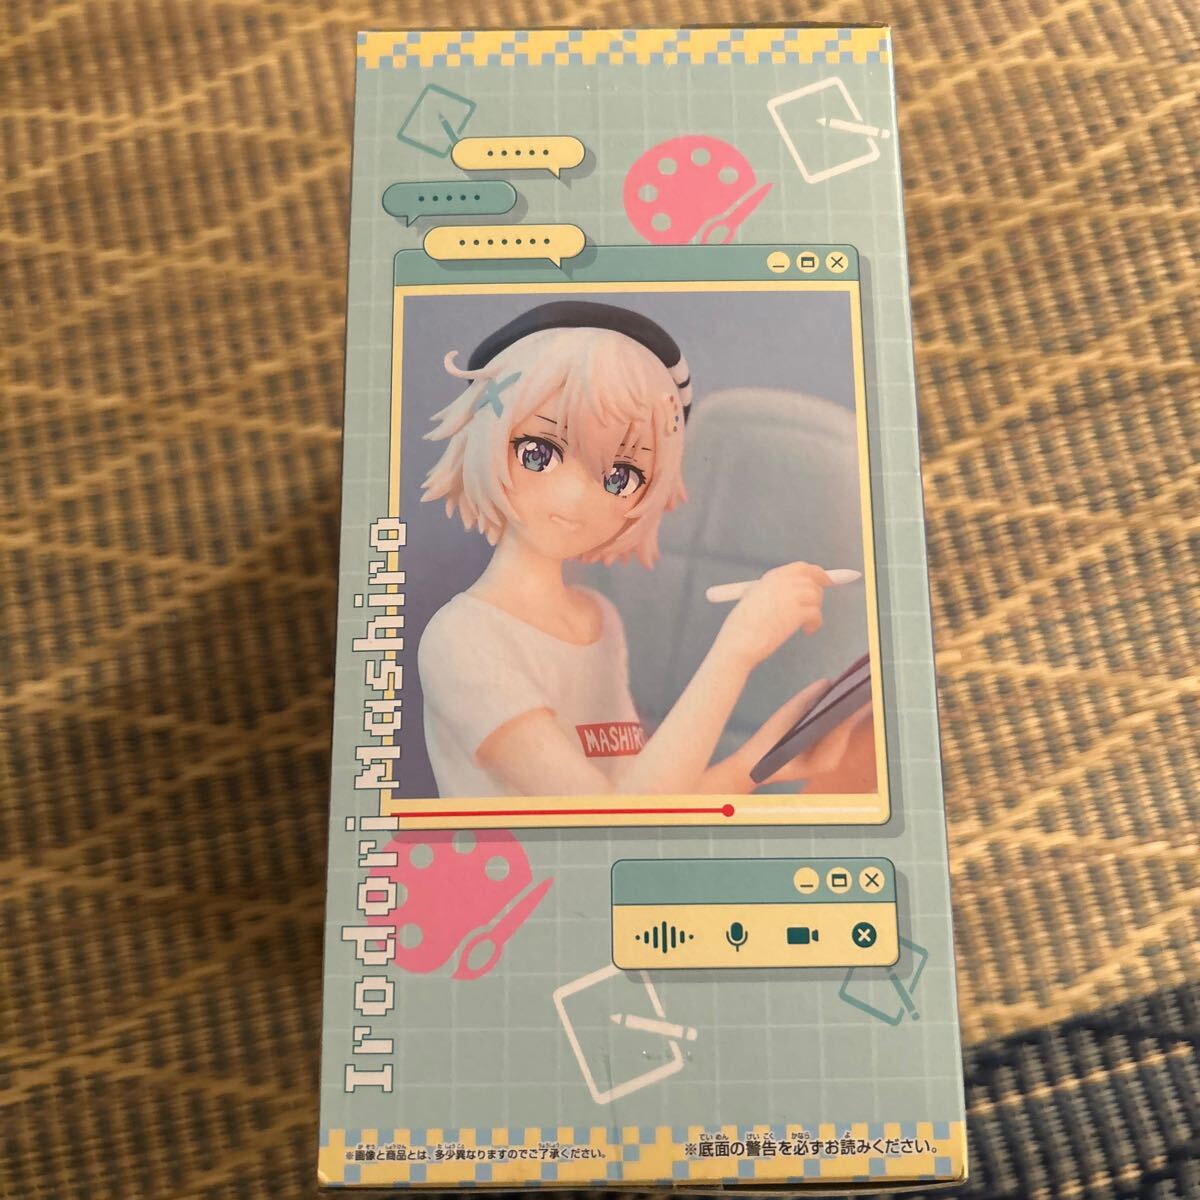 MASHIR
Irodori Mashiro
※画像と商品とは、多少異なりますのでご了承ください。
※底面の警告を必ずお読みください。